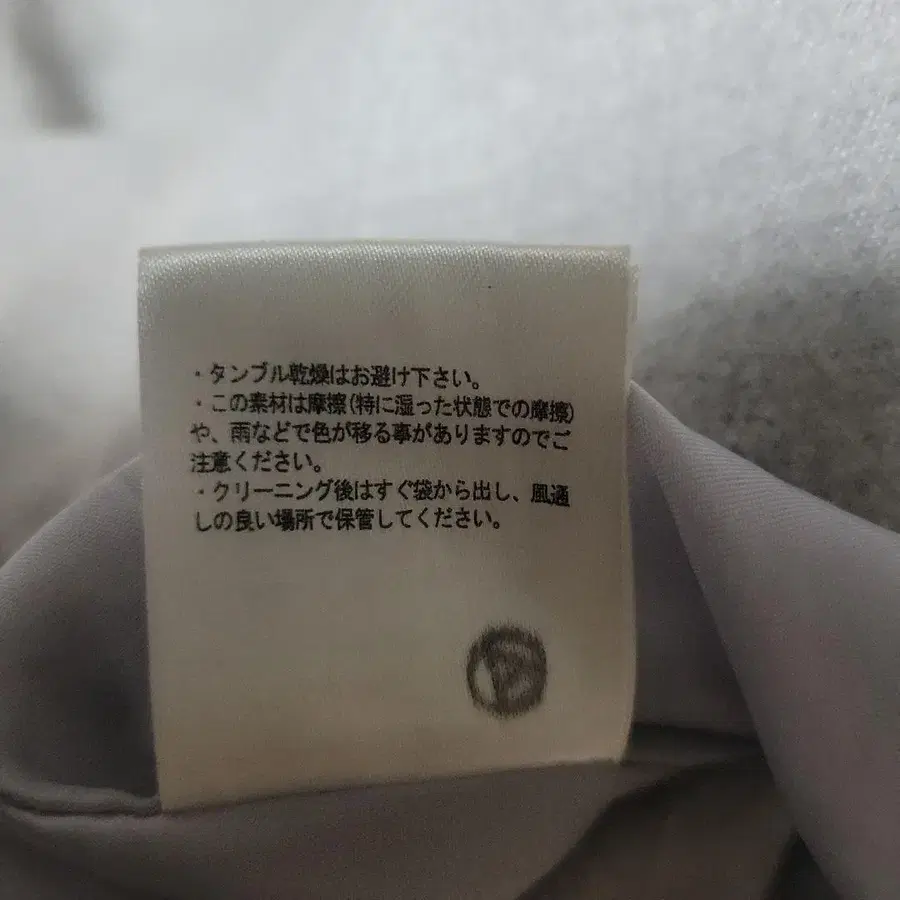 ・タンブル乾燥はお避け下さい。
・この素材は摩擦(特に湿った状態での摩擦)
や、雨などで色が移る事がありますのでご
注意ください。
・クリーニング後はすぐ袋から出し、風通
しの良い場所で保管してください。